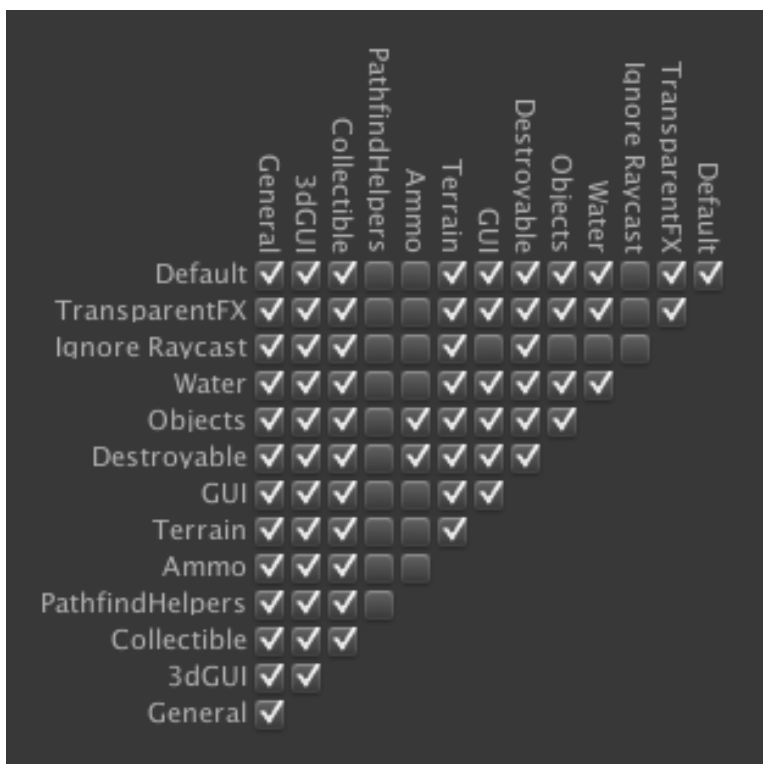 General
3dGUI
Collectible
PathfindHelpers
Ammo
Terrain
GUI
Destroyable
Objects
Water
Ignore Raycast
TransparentFX
Default
Default
TransparentFX
Ignore Raycast
Water
Objects
Destroyable
GUI
Terrain
Ammo
PathfindHelpers
Collectible
3dGUI
General